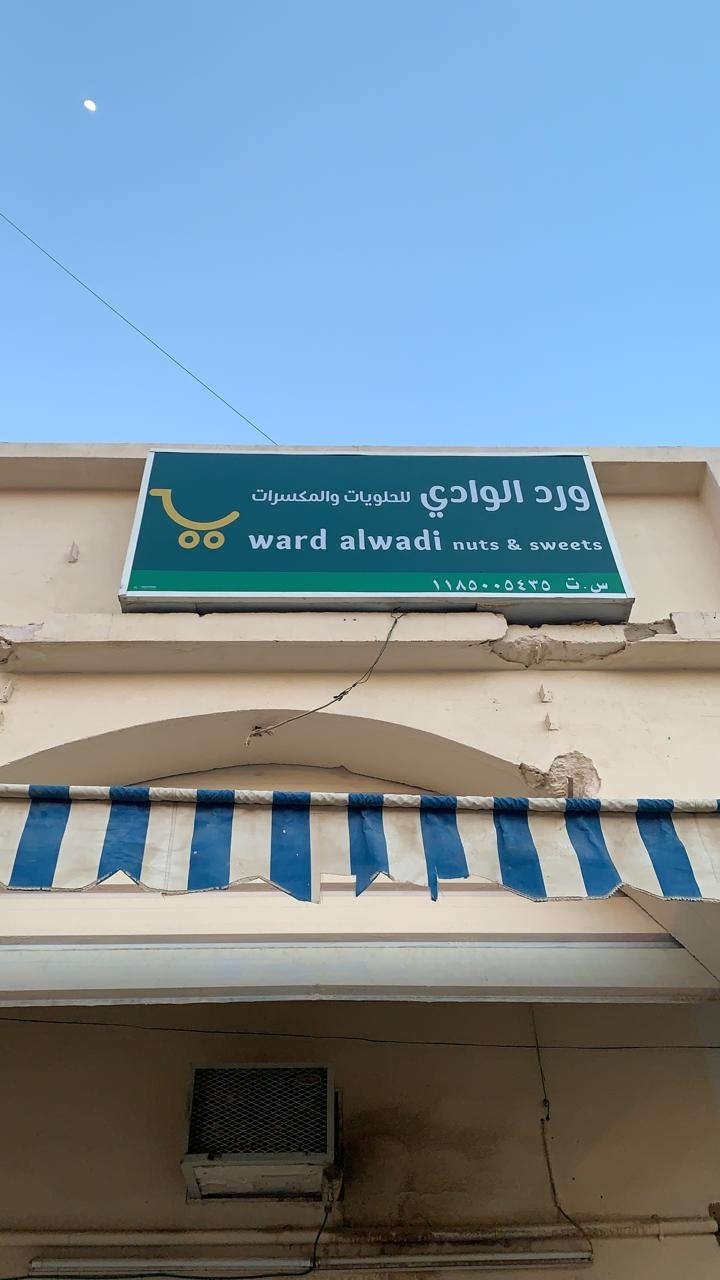 ورد الوادي للحلويات والمكسرات
ward alwadi nuts & sweets
س.ت ١١٨٥٠٠٥٤٣٥